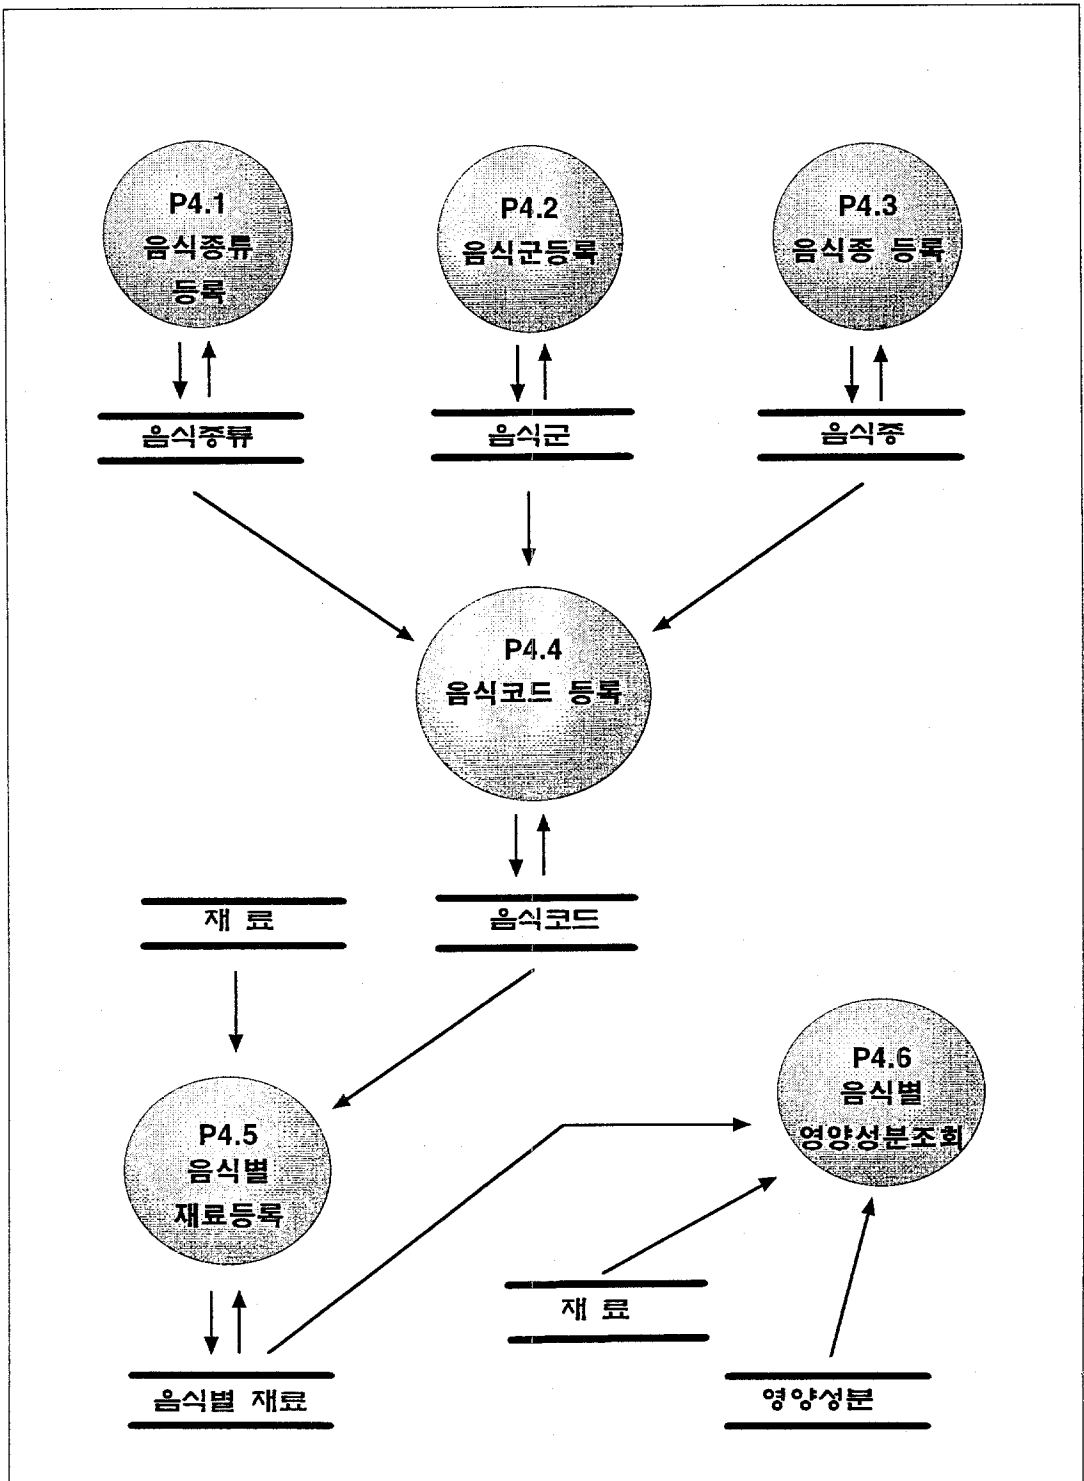 P4.1
음식종류
등록
P4.2
음식군등록
P4.3
음식종 등록
음식종류
음식군
음식종
P4.4
음식코드 등록
재 료
음식코드
P4.5
음식별
재료등록
P4.6
음식별
영양성분조회
재 료
음식별 재료
영양성분